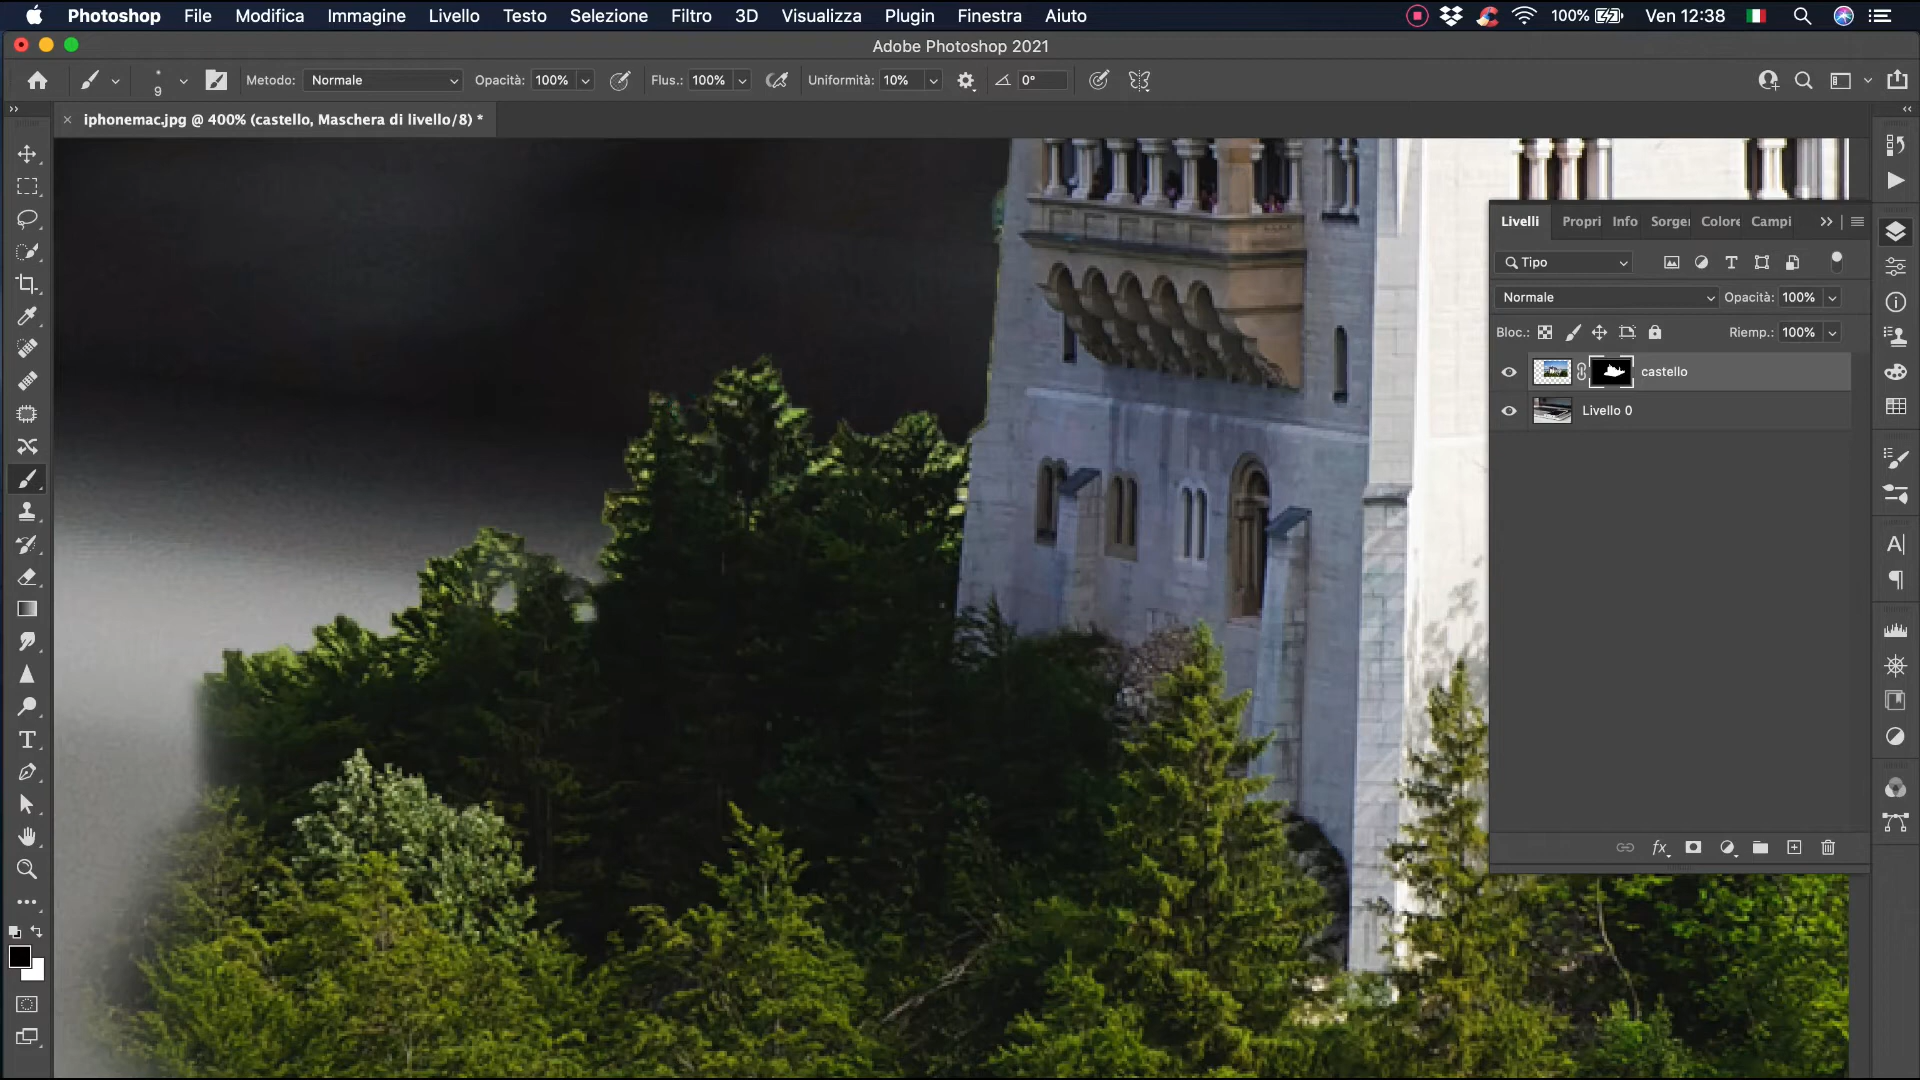 Photoshop File Modifica Immagine Livello Testo Selezione Filtro 3D Visualizza Plugin Finestra Aiuto 100% Ven 12:38
Adobe Photoshop 2021
9 Metodo: Normale Opacità: 100% Flus.: 100% Uniformità: 10% 0°
iphonemac.jpg @ 400% (castello, Maschera di livello/8) *
Livelli Propri Info Sorger Colore Campi
Tipo
Normale Opacità: 100%
Bloc.: Riemp.: 100%
castello
Livello 0
fx